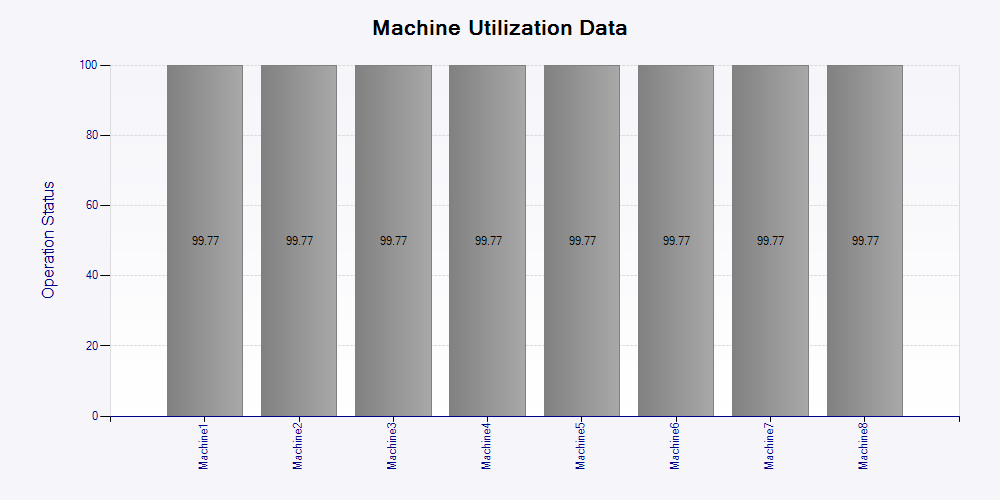 Machine Utilization Data
Operation Status
100
80
60
40
20
0
99.77
99.77
99.77
99.77
99.77
99.77
99.77
99.77
Machine1
Machine2
Machine3
Machine4
Machine5
Machine6
Machine7
Machine8